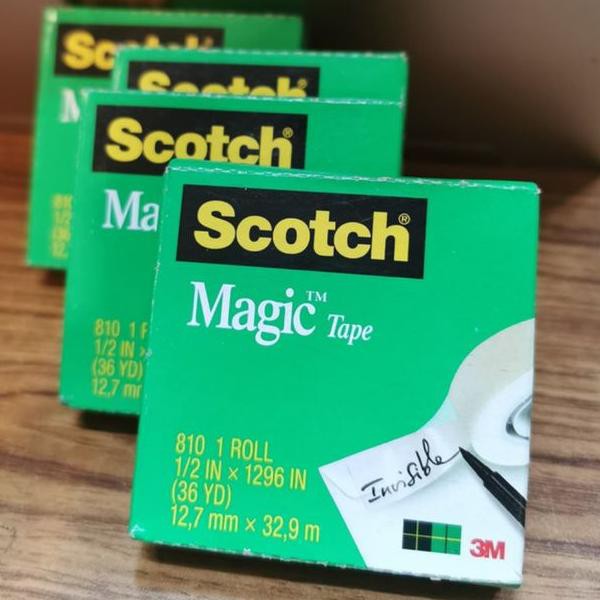 Scotch
Scotch
Scotch®
Ma
810 1
1/2 IN
(36 YD)
12,7 mm
Scotch®
Magic™ Tape
810 1 ROLL
1/2 IN × 1296 IN
(36 YD)
12,7 mm × 32,9 m
Invisible
3M